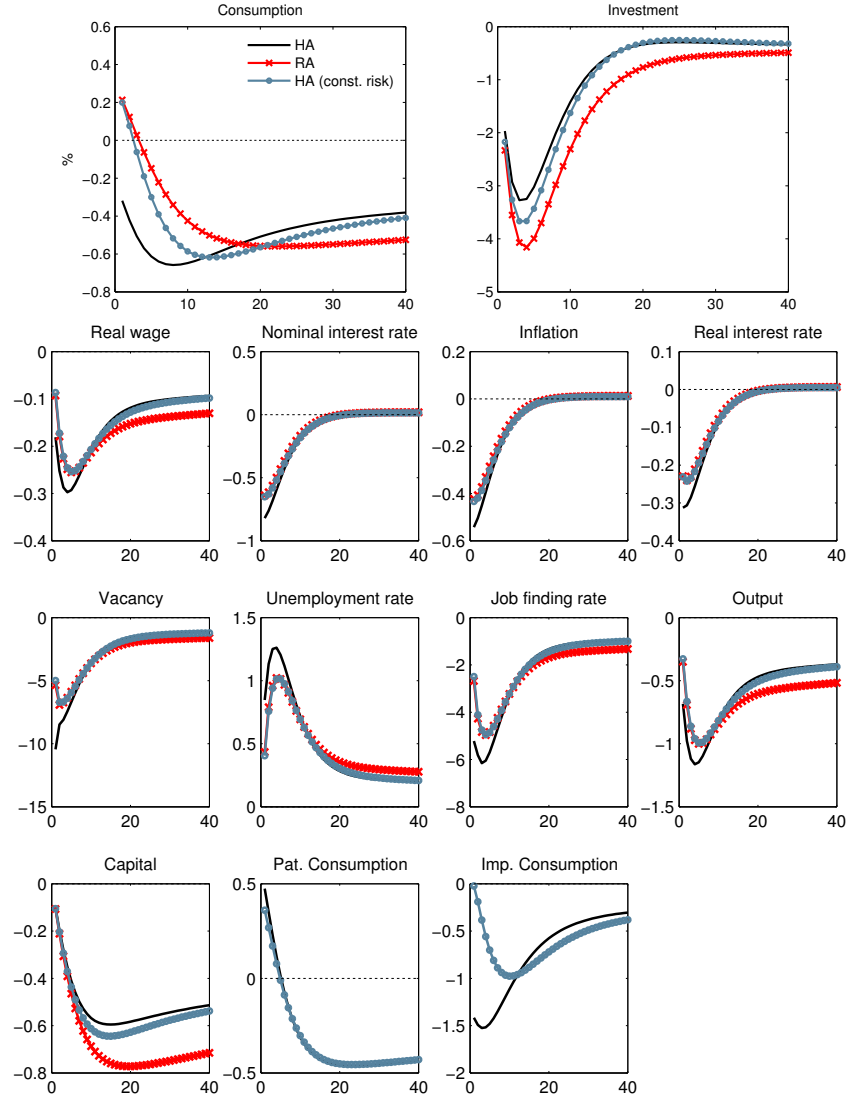 Consumption
Investment
HA
RA
HA (const. risk)
%
0.6
0.4
0.2
0
−0.2
−0.4
−0.6
−0.8
0 10 20 30 40
0
−1
−2
−3
−4
−5
0 10 20 30 40
Real wage
Nominal interest rate
Inflation
Real interest rate
0
−0.1
−0.2
−0.3
−0.4
0 20 40
0.5
0
−0.5
−1
0 20 40
0.2
0
−0.2
−0.4
−0.6
0 20 40
0.1
0
−0.1
−0.2
−0.3
−0.4
0 20 40
Vacancy
Unemployment rate
Job finding rate
Output
0
−5
−10
−15
0 20 40
1.5
1
0.5
0
0 20 40
0
−2
−4
−6
−8
0 20 40
0
−0.5
−1
−1.5
0 20 40
Capital
Pat. Consumption
Imp. Consumption
0
−0.2
−0.4
−0.6
−0.8
0 20 40
0.5
0
−0.5
0 20 40
0
−0.5
−1
−1.5
−2
0 20 40